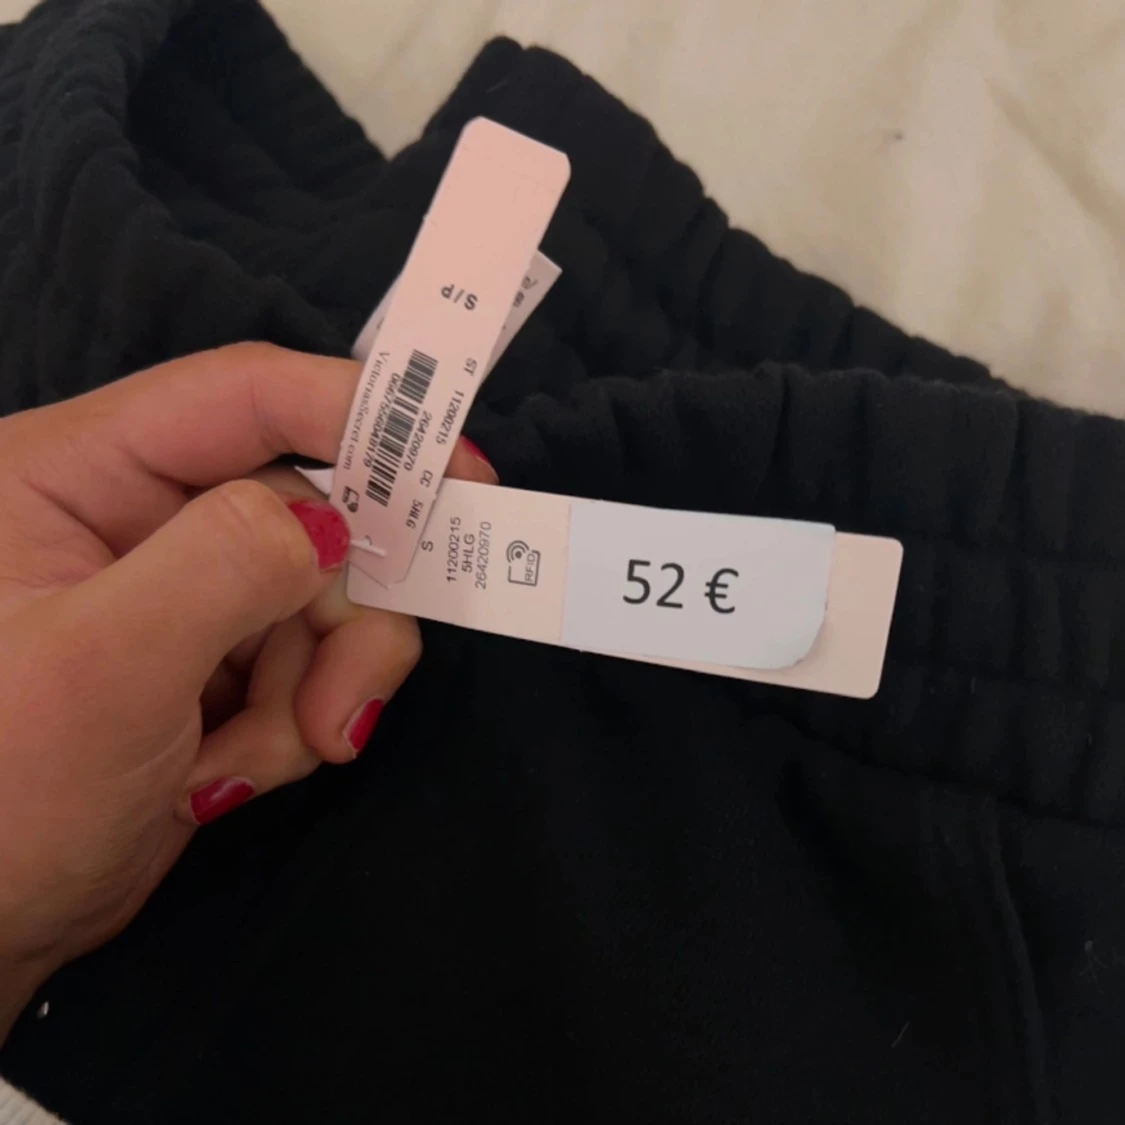 S/P
ST 11200215 CC 5HLG
26420970
VictoriasSecret.com
S
11200215
5HLG
26420970
RFID
52 €